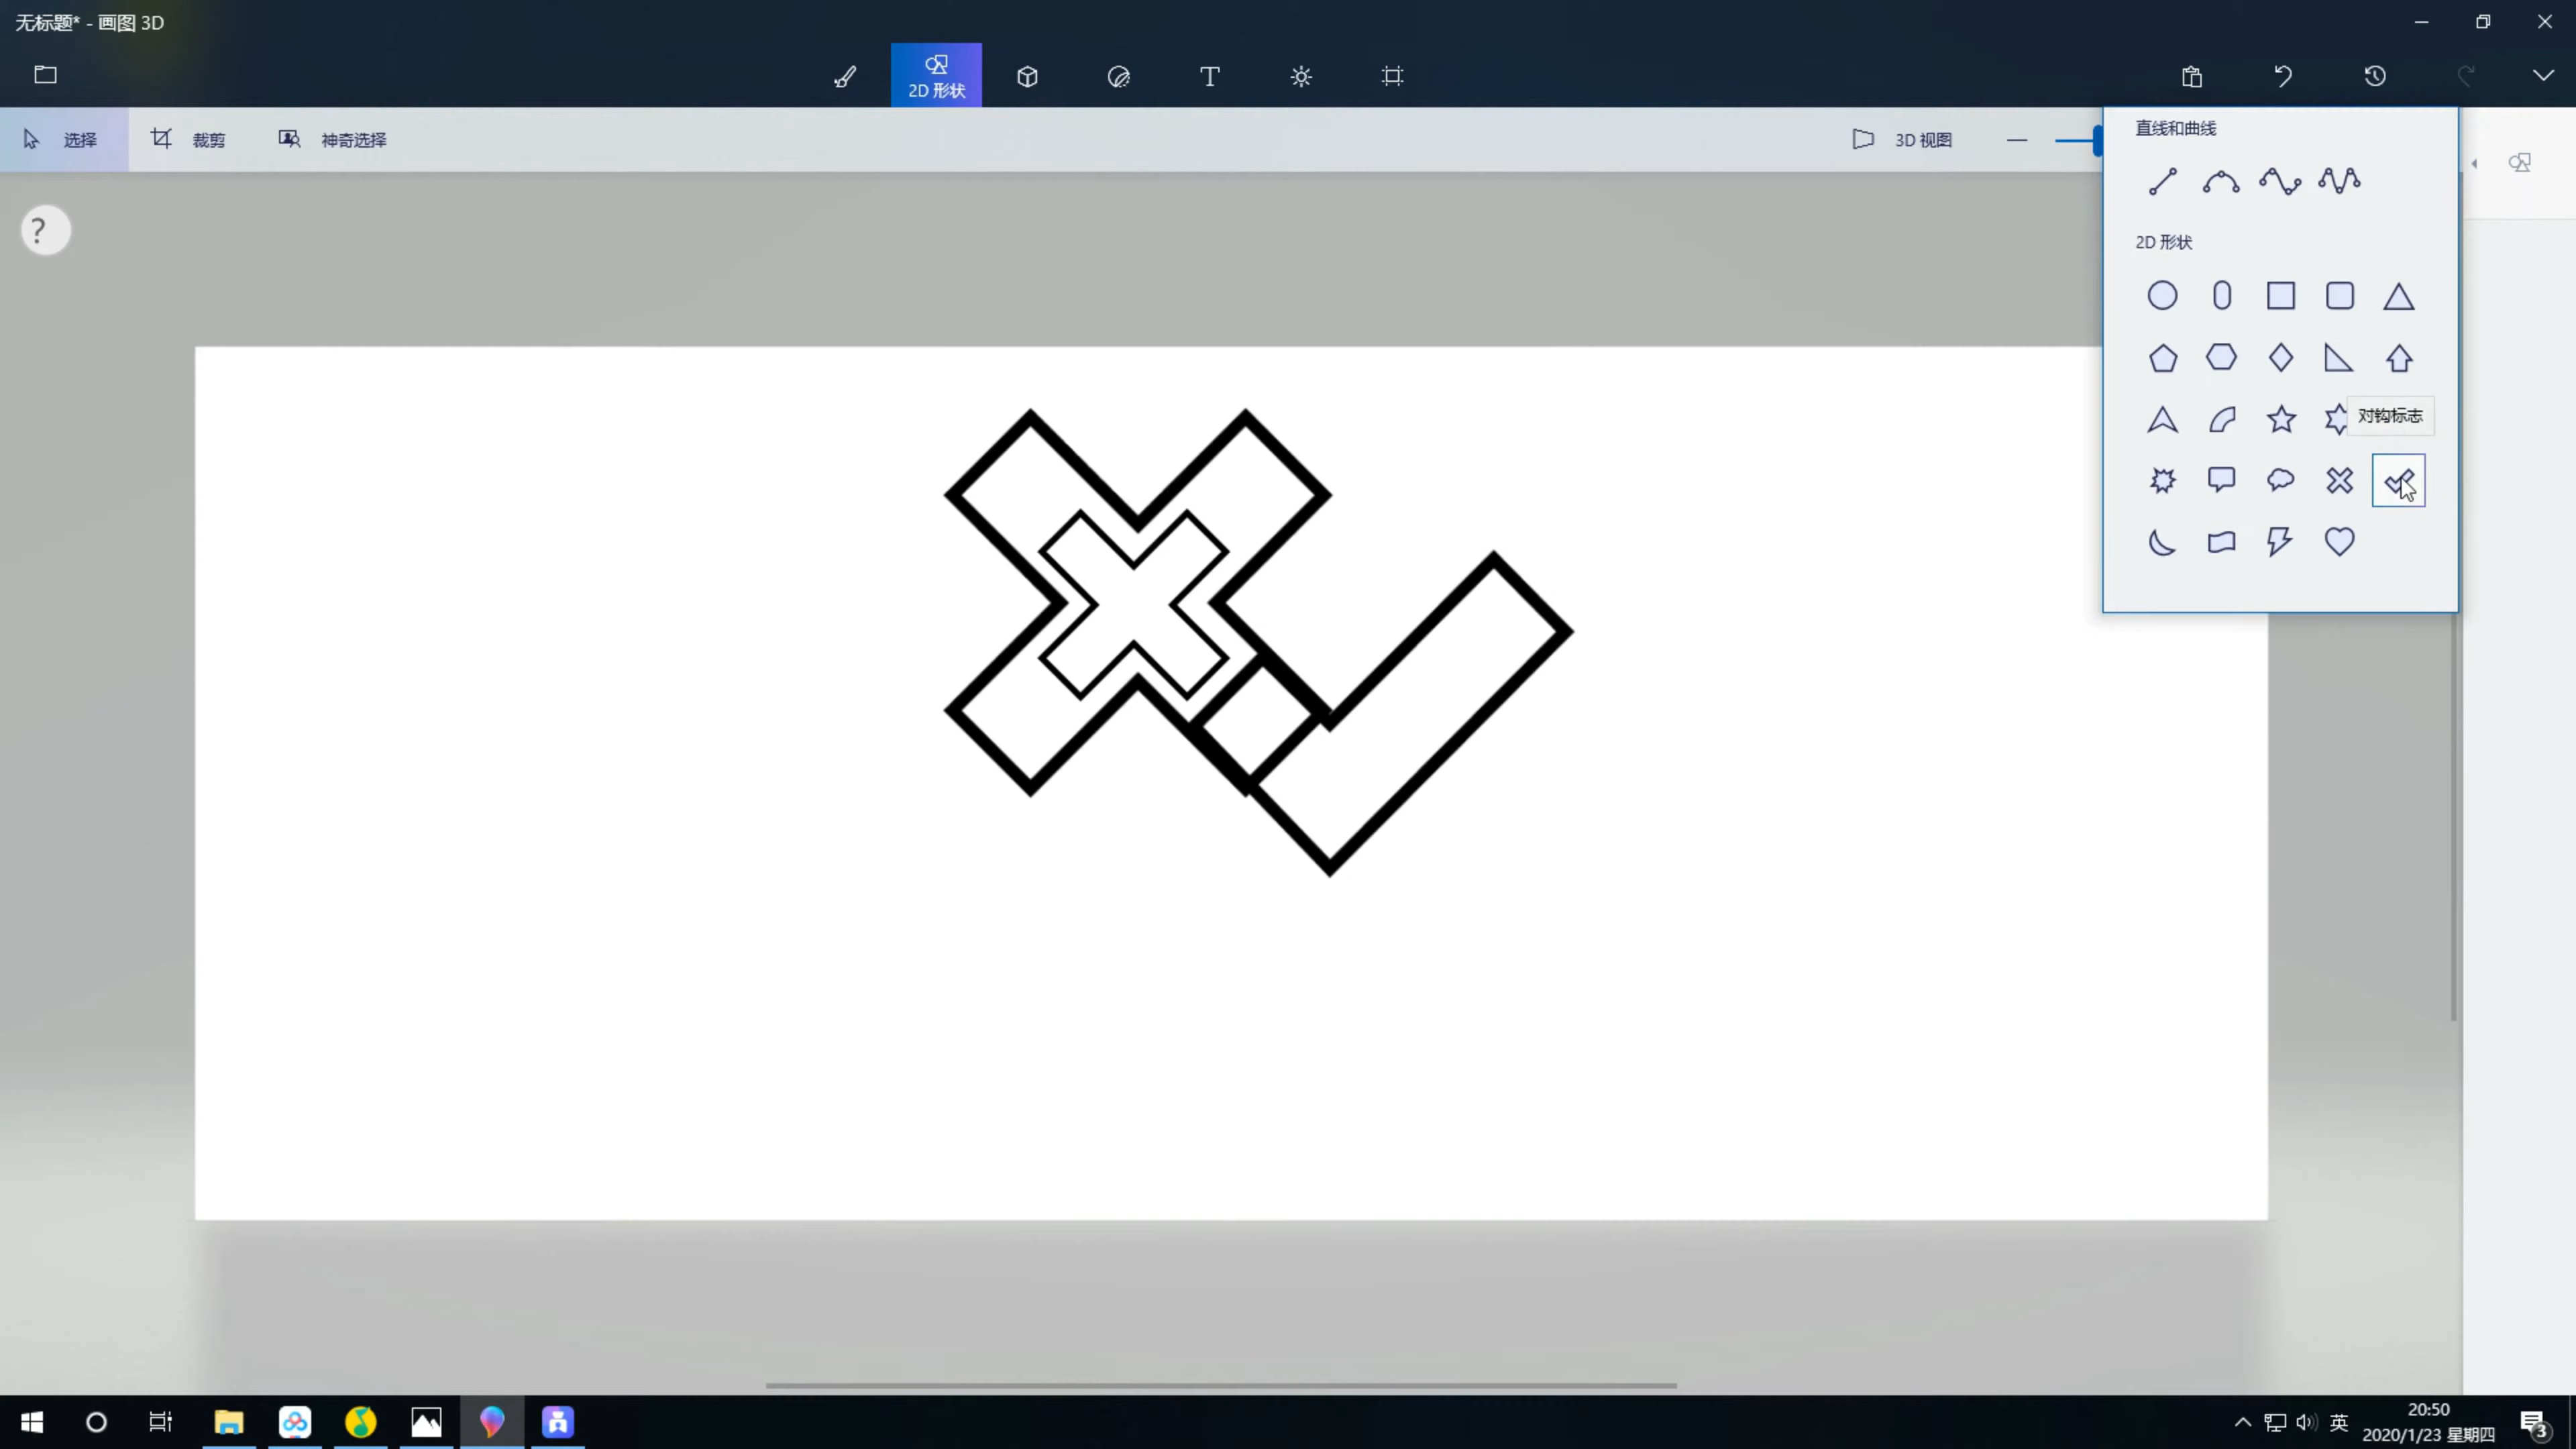 无标题* - 画图 3D
2D 形状
选择
裁剪
神奇选择
3D 视图
直线和曲线
2D 形状
对钩标志
?
英
20:50
2020/1/23 星期四
3